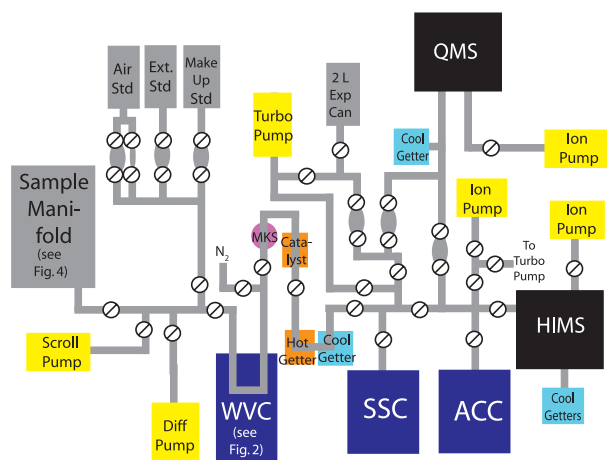 QMS
Air
Std
Ext.
Std
Make
Up
Std
2 L
Exp
Can
Turbo
Pump
Cool
Getter
Ion
Pump
Sample
Mani-
fold
(see
Fig. 4)
Ion
Pump
Ion
Pump
MKS
Cata-
lyst
N2
To
Turbo
Pump
Scroll
Pump
Hot
Getter
Cool
Getter
HIMS
WVC
(see
Fig. 2)
SSC
ACC
Cool
Getters
Diff
Pump